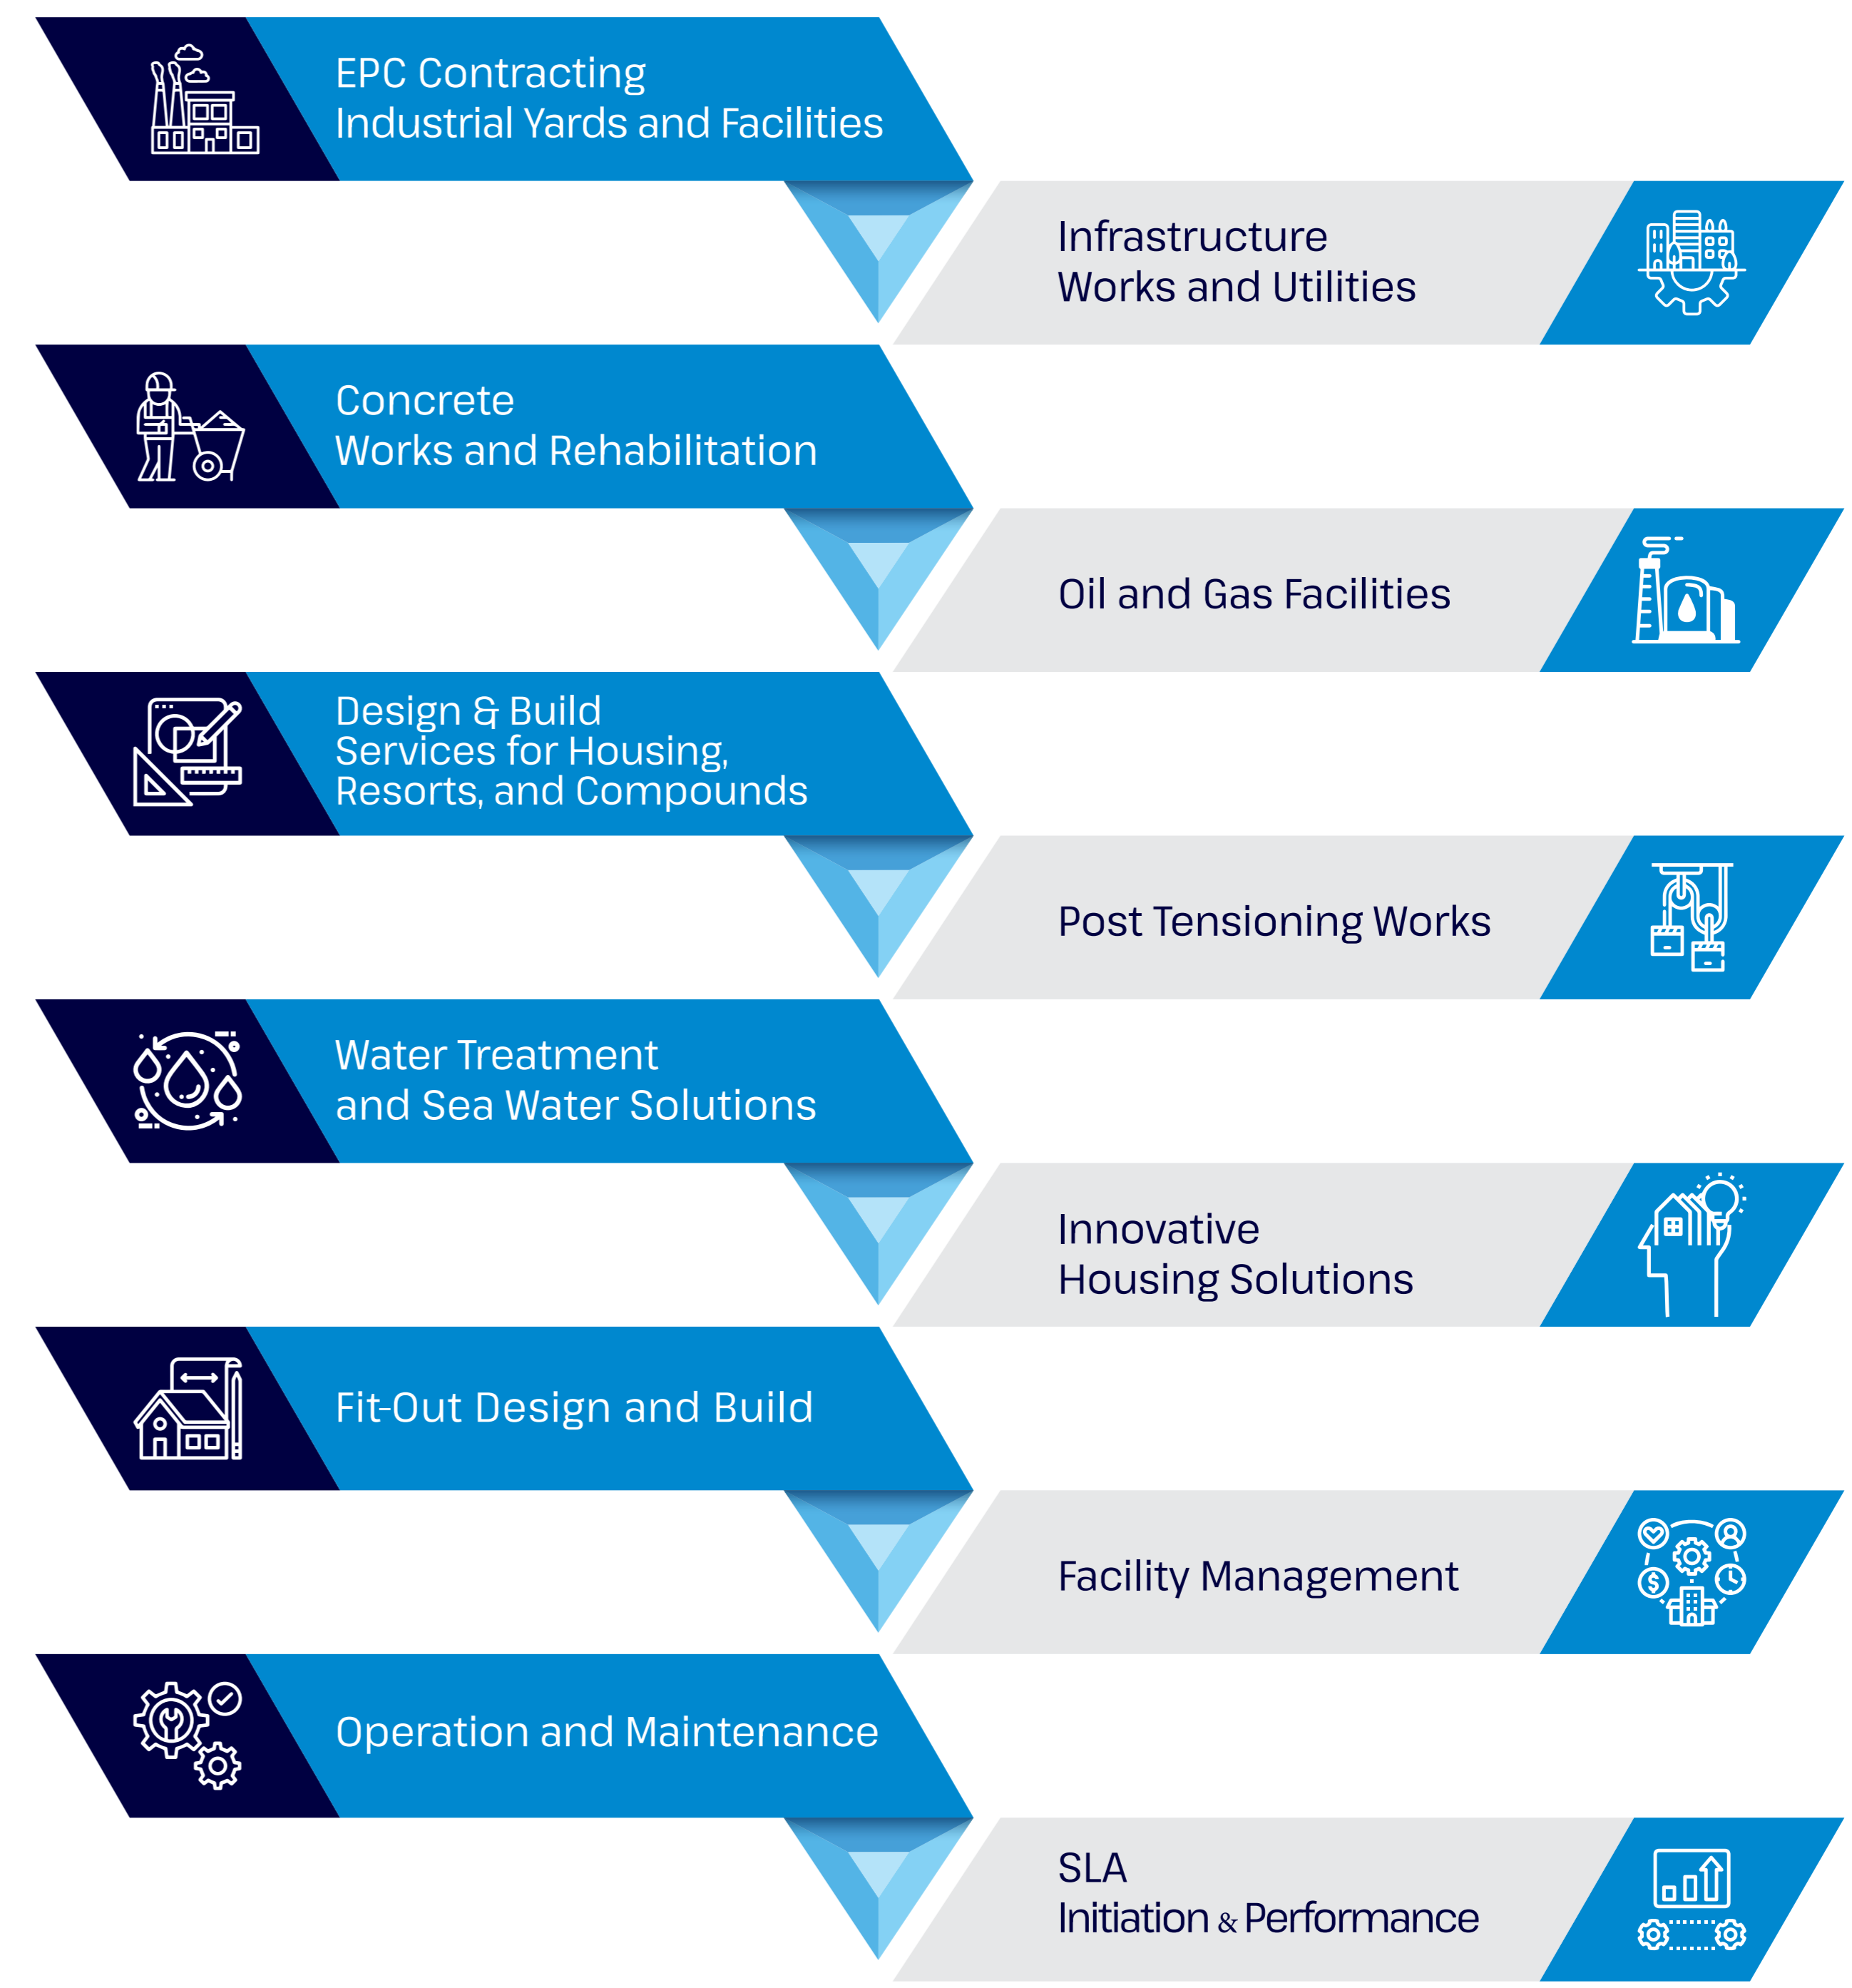 EPC Contracting
Industrial Yards and Facilities
Infrastructure
Works and Utilities
Concrete
Works and Rehabilitation
Oil and Gas Facilities
Design & Build
Services for Housing,
Resorts, and Compounds
Post Tensioning Works
Water Treatment
and Sea Water Solutions
Innovative
Housing Solutions
Fit-Out Design and Build
Facility Management
Operation and Maintenance
SLA
Initiation & Performance